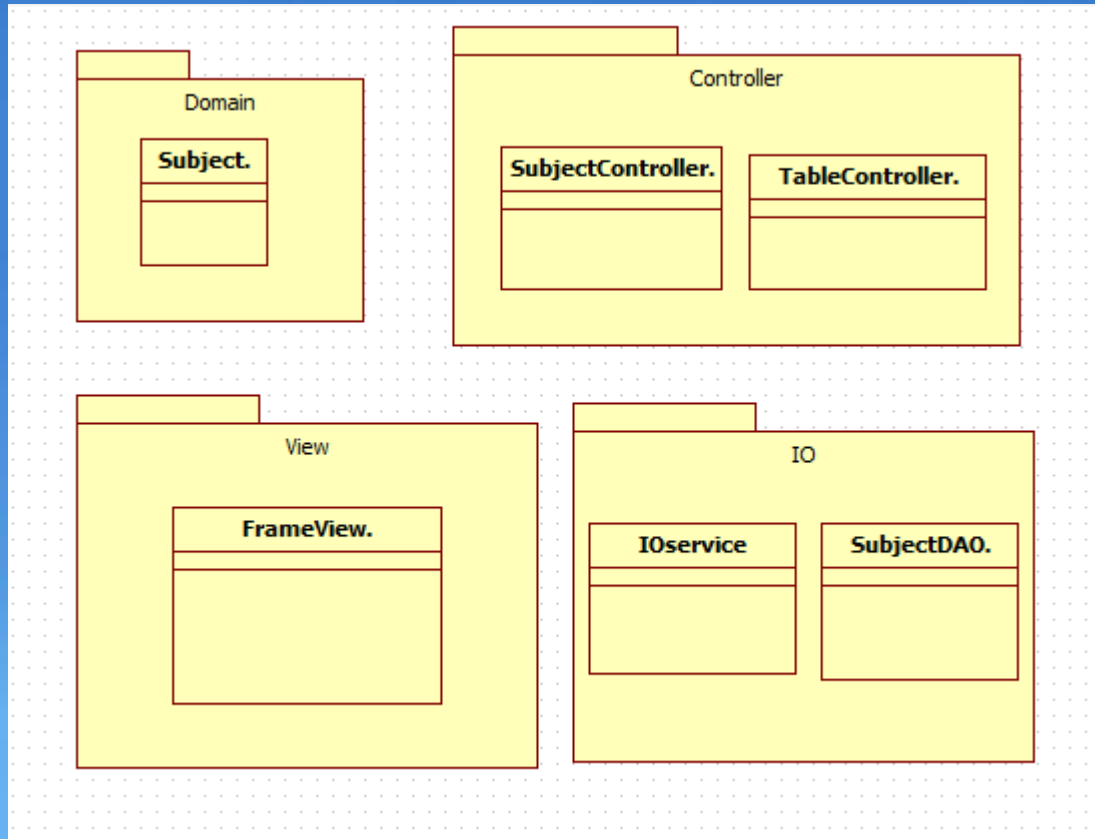 Domain
Subject.
Controller
SubjectController.
TableController.
View
FrameView.
IO
IOservice
SubjectDAO.